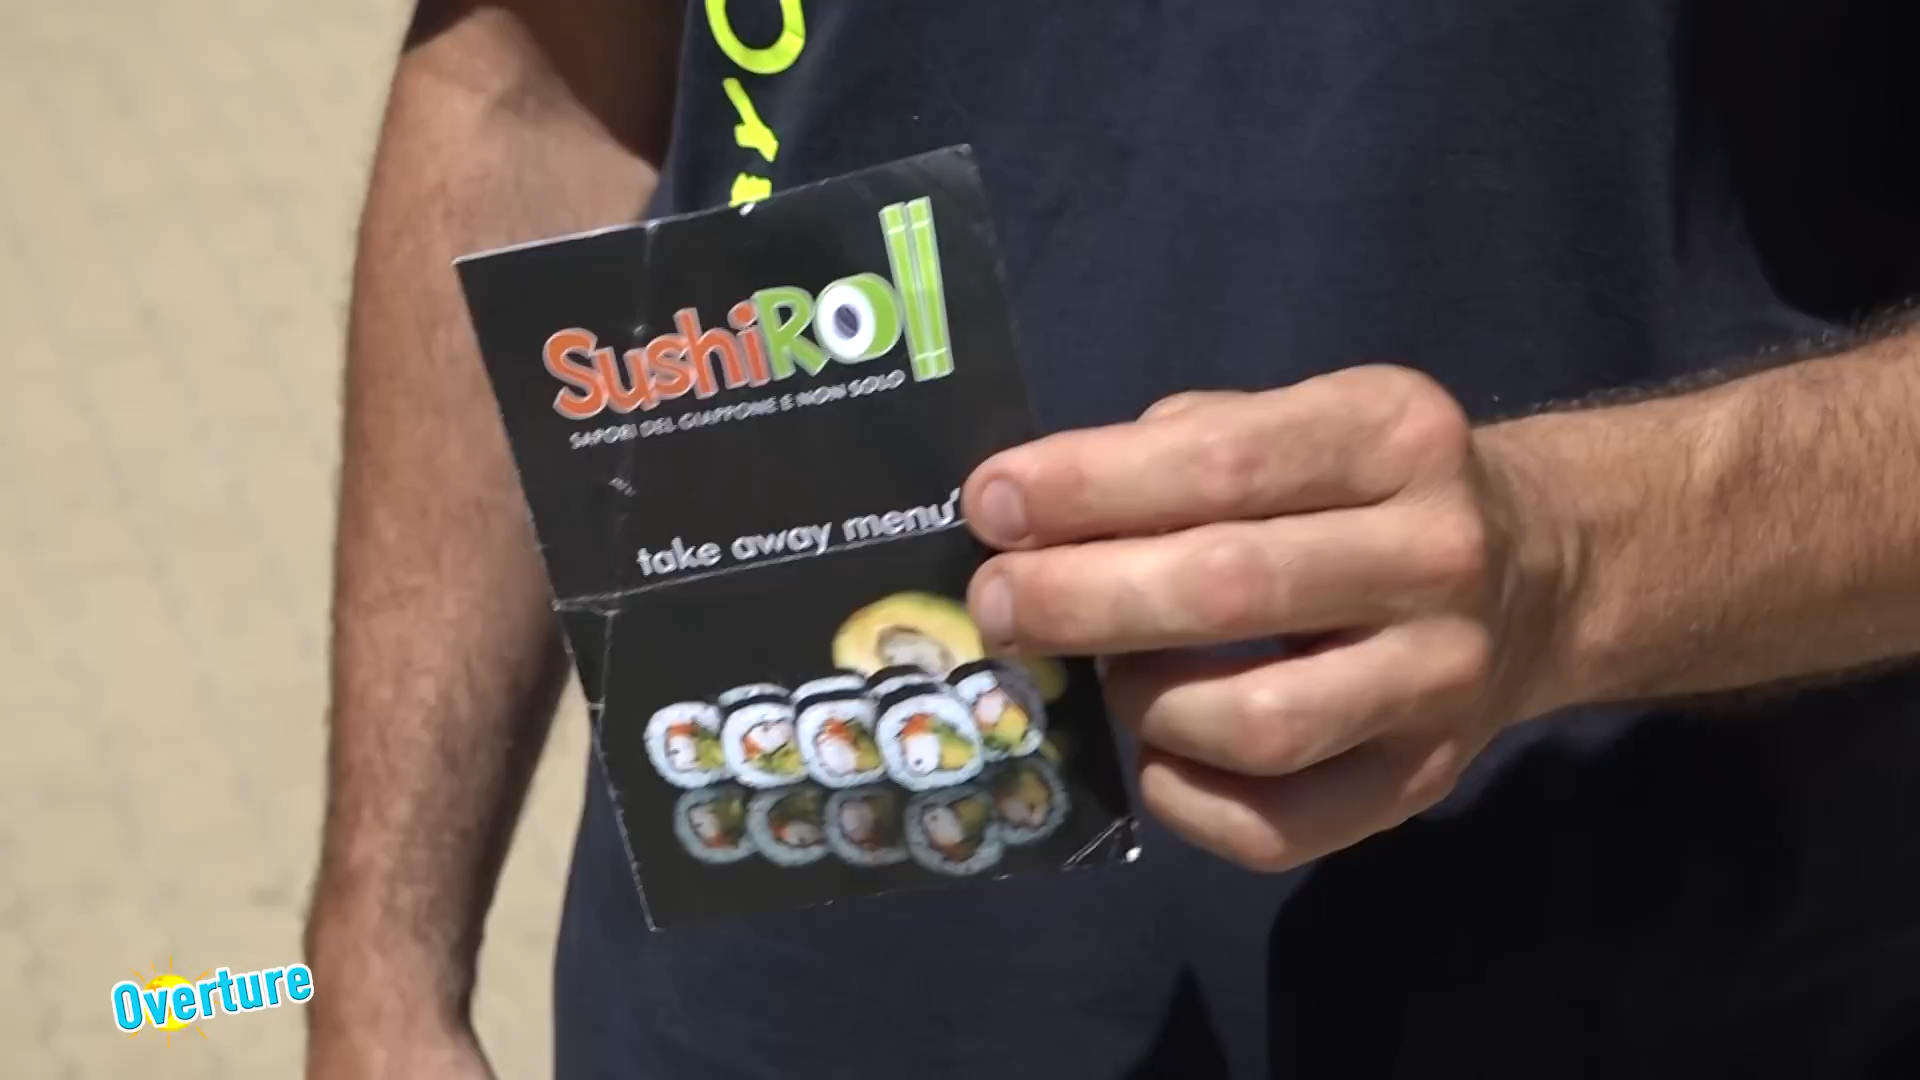 SushiRoll
SAPORI DEL GIAPPONE E NON SOLO
take away menu'
Overture